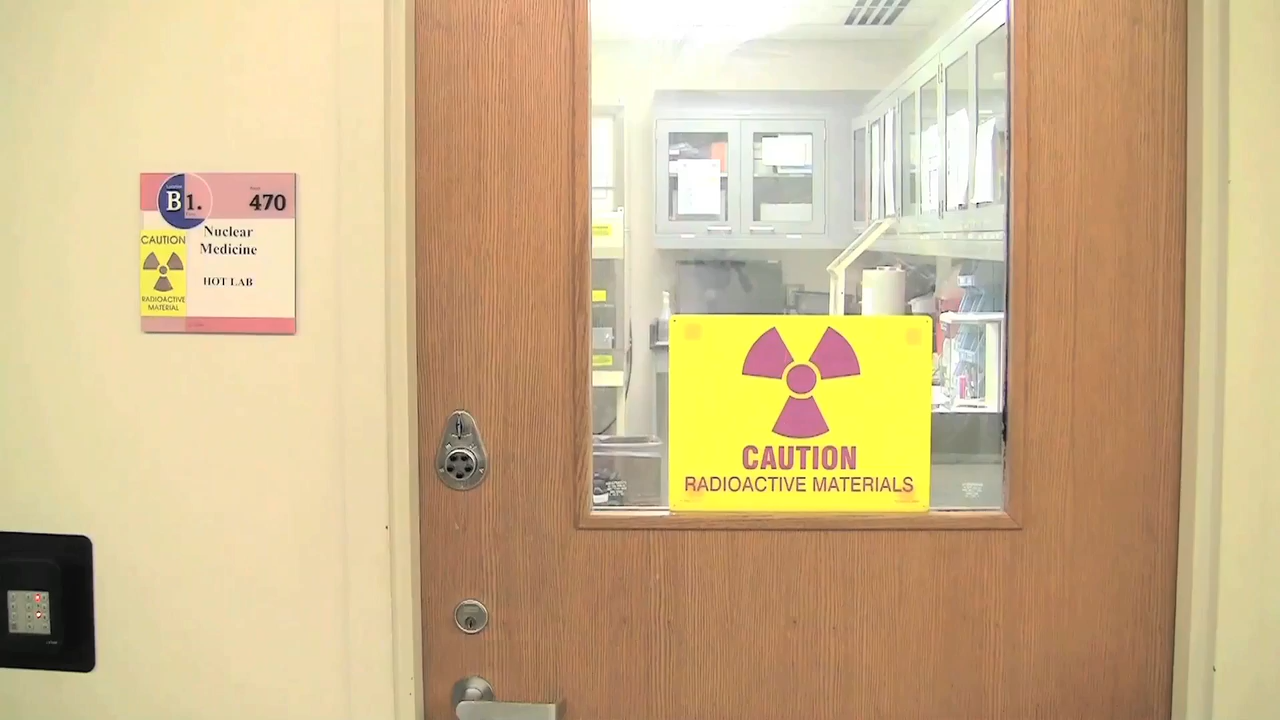 B1.
470
Nuclear
Medicine
HOT LAB
CAUTION
RADIOACTIVE
MATERIAL
CAUTION
RADIOACTIVE MATERIALS